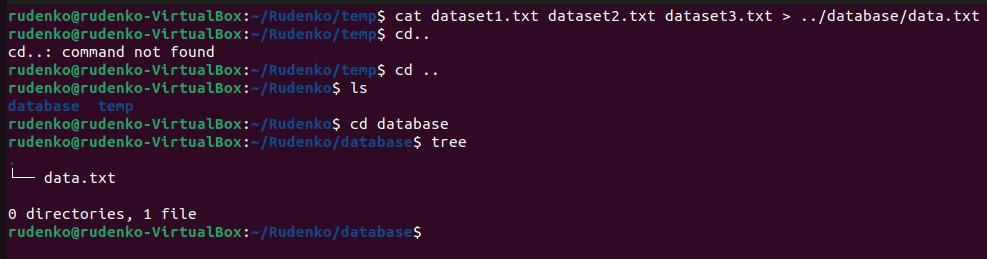 rudenko@rudenko-VirtualBox:~/Rudenko/temp$ cat dataset1.txt dataset2.txt dataset3.txt > ../database/data.txt
rudenko@rudenko-VirtualBox:~/Rudenko/temp$ cd..
cd..: command not found
rudenko@rudenko-VirtualBox:~/Rudenko/temp$ cd ..
rudenko@rudenko-VirtualBox:~/Rudenko$ ls
database  temp
rudenko@rudenko-VirtualBox:~/Rudenko$ cd database
rudenko@rudenko-VirtualBox:~/Rudenko/database$ tree
.
└── data.txt
0 directories, 1 file
rudenko@rudenko-VirtualBox:~/Rudenko/database$